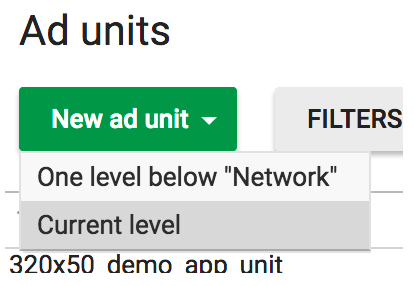 Ad units
New ad unit
FILTERS
One level below "Network"
Current level
320x50_demo_app_unit